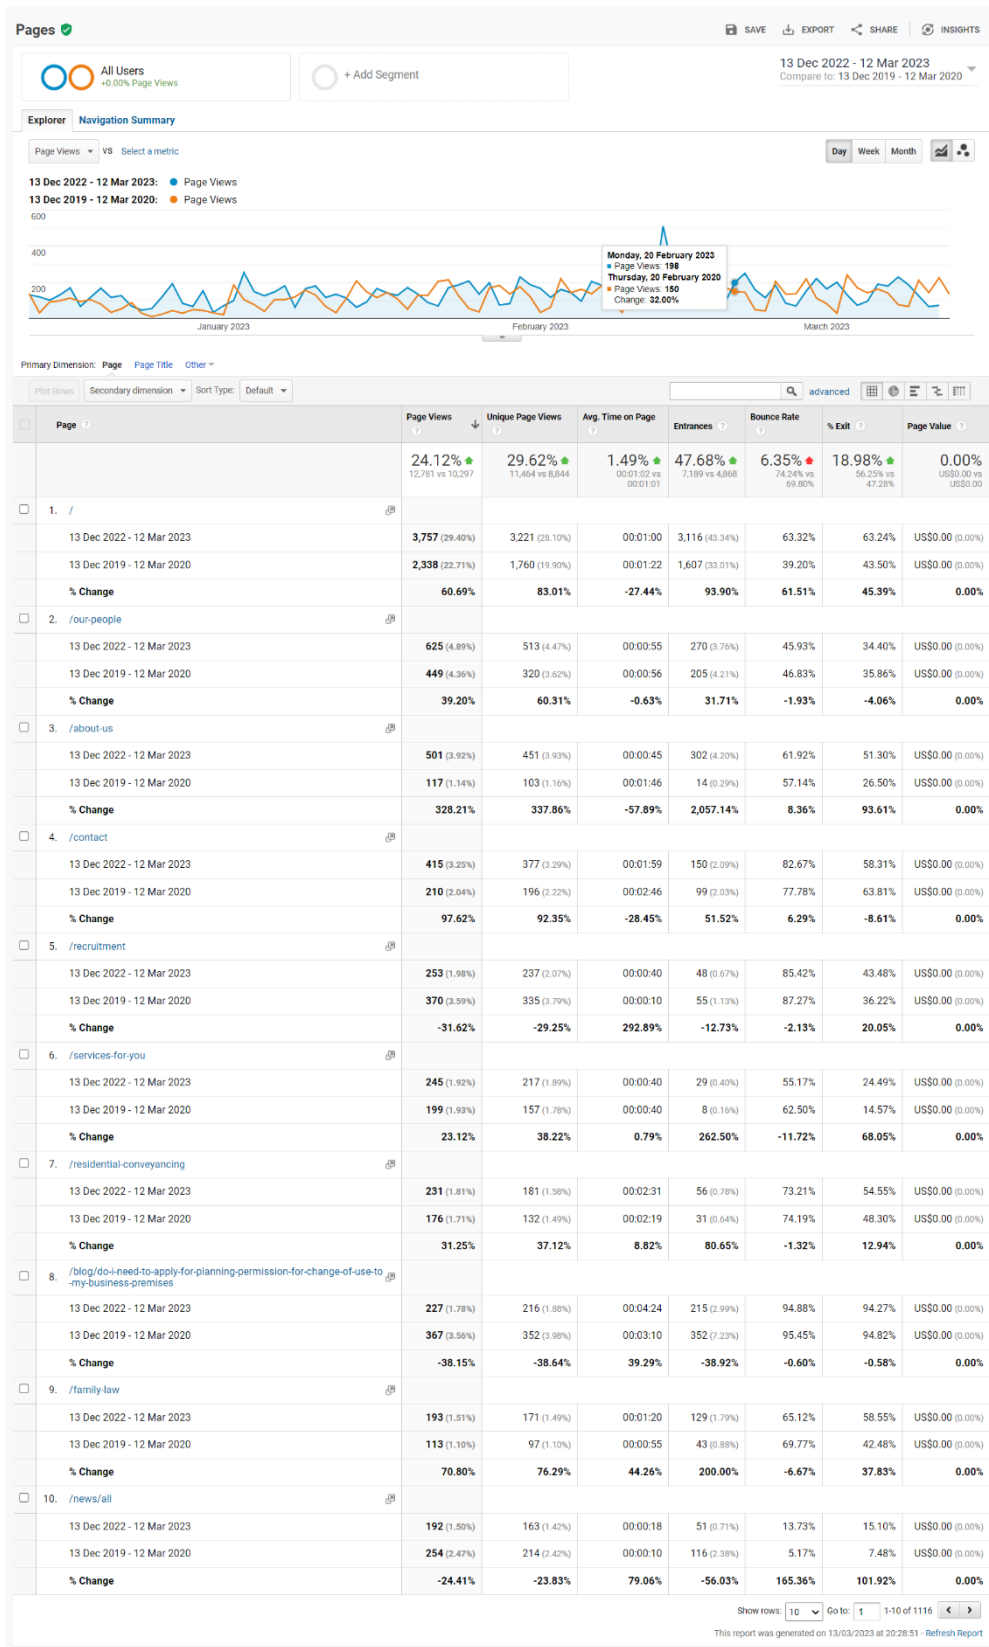 Pages
SAVE EXPORT SHARE INSIGHTS
All Users
+0.00% Page Views
+ Add Segment
13 Dec 2022 - 12 Mar 2023
Compare to: 13 Dec 2019 - 12 Mar 2020
Explorer Navigation Summary
Page Views VS Select a metric
Day Week Month
13 Dec 2022 - 12 Mar 2023: Page Views
13 Dec 2019 - 12 Mar 2020: Page Views
600
400
200
Monday, 20 February 2023
Page Views: 198
Thursday, 20 February 2020
Page Views: 150
Change: 32.00%
January 2023 February 2023 March 2023
Primary Dimension: Page Page Title Other
Plot Rows Secondary dimension Sort Type: Default advanced
Page Page Views Unique Page Views Avg. Time on Page Entrances Bounce Rate % Exit Page Value
24.12% 29.62% 1.49% 47.68% 6.35% 18.98% 0.00%
12,781 vs 10,297 11,464 vs 8,844 00:01:02 vs 00:01:01 7,189 vs 4,868 74.24% vs 69.80% 56.25% vs 47.28% US$0.00 vs US$0.00
1. /
13 Dec 2022 - 12 Mar 2023 3,757 (29.40%) 3,221 (28.10%) 00:01:00 3,116 (43.34%) 63.32% 63.24% US$0.00 (0.00%)
13 Dec 2019 - 12 Mar 2020 2,338 (22.71%) 1,760 (19.90%) 00:01:22 1,607 (33.01%) 39.20% 43.50% US$0.00 (0.00%)
% Change 60.69% 83.01% -27.44% 93.90% 61.51% 45.39% 0.00%
2. /our-people
13 Dec 2022 - 12 Mar 2023 625 (4.89%) 513 (4.47%) 00:00:55 270 (3.76%) 45.93% 34.40% US$0.00 (0.00%)
13 Dec 2019 - 12 Mar 2020 449 (4.36%) 320 (3.62%) 00:00:56 205 (4.21%) 46.83% 35.86% US$0.00 (0.00%)
% Change 39.20% 60.31% -0.63% 31.71% -1.93% -4.06% 0.00%
3. /about-us
13 Dec 2022 - 12 Mar 2023 501 (3.92%) 451 (3.93%) 00:00:45 302 (4.20%) 61.92% 51.30% US$0.00 (0.00%)
13 Dec 2019 - 12 Mar 2020 117 (1.14%) 103 (1.16%) 00:01:46 14 (0.29%) 57.14% 26.50% US$0.00 (0.00%)
% Change 328.21% 337.86% -57.89% 2,057.14% 8.36% 93.61% 0.00%
4. /contact
13 Dec 2022 - 12 Mar 2023 415 (3.25%) 377 (3.29%) 00:01:59 150 (2.09%) 82.67% 58.31% US$0.00 (0.00%)
13 Dec 2019 - 12 Mar 2020 210 (2.04%) 196 (2.22%) 00:02:46 99 (2.03%) 77.78% 63.81% US$0.00 (0.00%)
% Change 97.62% 92.35% -28.45% 51.52% 6.29% -8.61% 0.00%
5. /recruitment
13 Dec 2022 - 12 Mar 2023 253 (1.98%) 237 (2.07%) 00:00:40 48 (0.67%) 85.42% 43.48% US$0.00 (0.00%)
13 Dec 2019 - 12 Mar 2020 370 (3.59%) 335 (3.79%) 00:00:10 55 (1.13%) 87.27% 36.22% US$0.00 (0.00%)
% Change -31.62% -29.25% 292.89% -12.73% -2.13% 20.05% 0.00%
6. /services-for-you
13 Dec 2022 - 12 Mar 2023 245 (1.92%) 217 (1.89%) 00:00:40 29 (0.40%) 55.17% 24.49% US$0.00 (0.00%)
13 Dec 2019 - 12 Mar 2020 199 (1.93%) 157 (1.78%) 00:00:40 8 (0.16%) 62.50% 14.57% US$0.00 (0.00%)
% Change 23.12% 38.22% 0.79% 262.50% -11.72% 68.05% 0.00%
7. /residential-conveyancing
13 Dec 2022 - 12 Mar 2023 231 (1.81%) 181 (1.58%) 00:02:31 56 (0.78%) 73.21% 54.55% US$0.00 (0.00%)
13 Dec 2019 - 12 Mar 2020 176 (1.71%) 132 (1.49%) 00:02:19 31 (0.64%) 74.19% 48.30% US$0.00 (0.00%)
% Change 31.25% 37.12% 8.82% 80.65% -1.32% 12.94% 0.00%
8. /blog/do-i-need-to-apply-for-planning-permission-for-change-of-use-to
-my-business-premises
13 Dec 2022 - 12 Mar 2023 227 (1.78%) 216 (1.88%) 00:04:24 215 (2.99%) 94.88% 94.27% US$0.00 (0.00%)
13 Dec 2019 - 12 Mar 2020 367 (3.56%) 352 (3.98%) 00:03:10 352 (7.23%) 95.45% 94.82% US$0.00 (0.00%)
% Change -38.15% -38.64% 39.29% -38.92% -0.60% -0.58% 0.00%
9. /family-law
13 Dec 2022 - 12 Mar 2023 193 (1.51%) 171 (1.49%) 00:01:20 129 (1.79%) 65.12% 58.55% US$0.00 (0.00%)
13 Dec 2019 - 12 Mar 2020 113 (1.10%) 97 (1.10%) 00:00:55 43 (0.88%) 69.77% 42.48% US$0.00 (0.00%)
% Change 70.80% 76.29% 44.26% 200.00% -6.67% 37.83% 0.00%
10. /news/all
13 Dec 2022 - 12 Mar 2023 192 (1.50%) 163 (1.42%) 00:00:18 51 (0.71%) 13.73% 15.10% US$0.00 (0.00%)
13 Dec 2019 - 12 Mar 2020 254 (2.47%) 214 (2.42%) 00:00:10 116 (2.38%) 5.17% 7.48% US$0.00 (0.00%)
% Change -24.41% -23.83% 79.06% -56.03% 165.36% 101.92% 0.00%
Show rows: 10 Go to: 1 1-10 of 1116
This report was generated on 13/03/2023 at 20:28:51 - Refresh Report